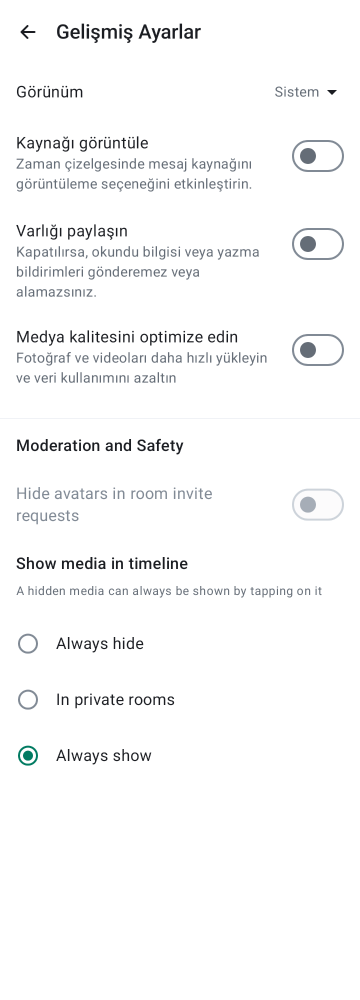 Gelişmiş Ayarlar
Görünüm
Sistem
Kaynağı görüntüle
Zaman çizelgesinde mesaj kaynağını
görüntüleme seçeneğini etkinleştirin.
Varlığı paylaşın
Kapatılırsa, okundu bilgisi veya yazma
bildirimleri gönderemez veya
alamazsınız.
Medya kalitesini optimize edin
Fotoğraf ve videoları daha hızlı yükleyin
ve veri kullanımını azaltın
Moderation and Safety
Hide avatars in room invite
requests
Show media in timeline
A hidden media can always be shown by tapping on it
Always hide
In private rooms
Always show